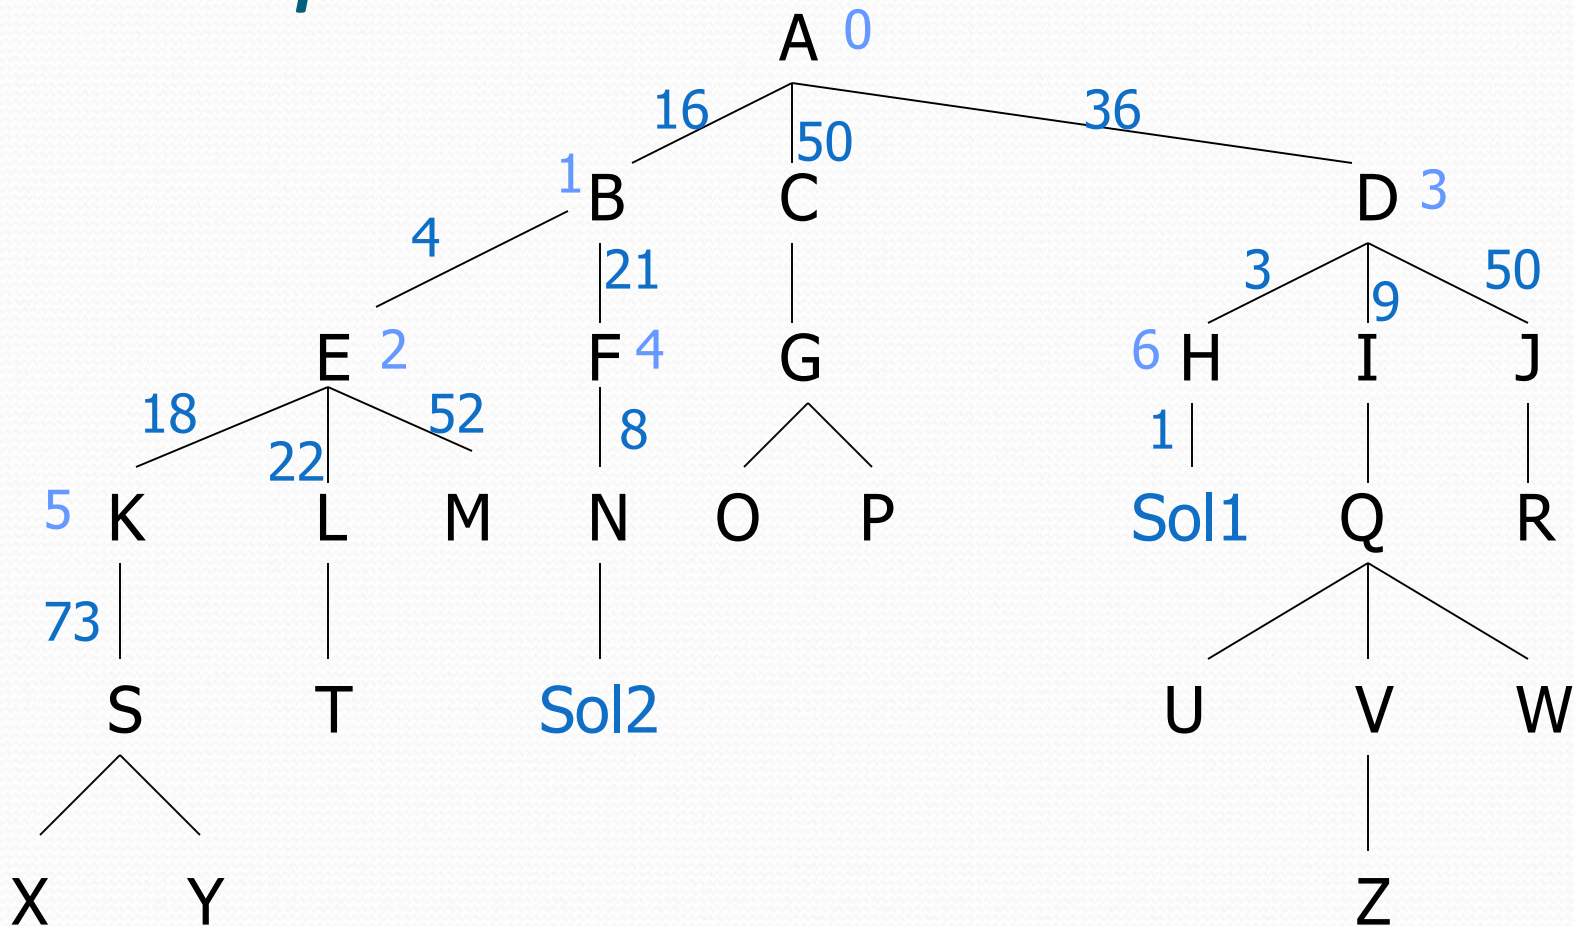 A 0
16 50 36
1 B C D 3
4 21 3 9 50
E 2 F 4 G 6 H I J
18 22 52 8 1
5 K L M N O P Sol1 Q R
73
S T Sol2 U V W
X Y Z